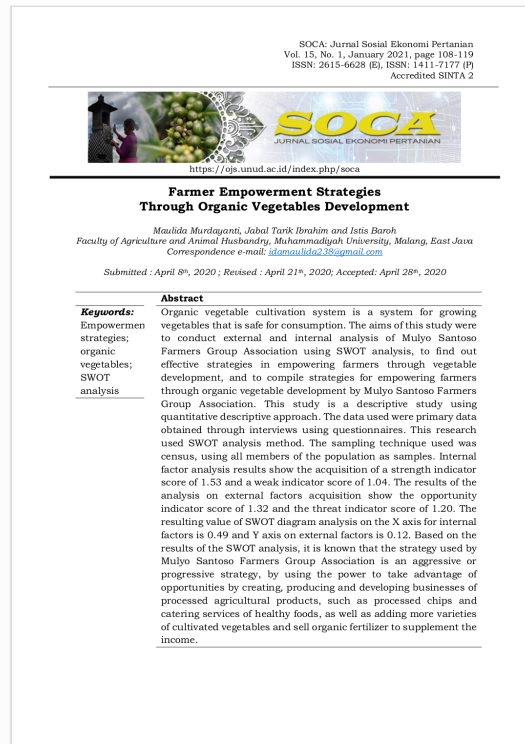 SOCA: Jurnal Sosial Ekonomi Pertanian
Vol. 15, No. 1, January 2021, page 108-119
ISSN: 2615-6628 (E), ISSN: 1411-7177 (P)
Accredited SINTA 2
SOCA
JURNAL SOSIAL EKONOMI PERTANIAN
https://ojs.unud.ac.id/index.php/soca
Farmer Empowerment Strategies
Through Organic Vegetables Development
Maulida Murdayanti, Jabal Tarik Ibrahim and Istis Baroh
Faculty of Agriculture and Animal Husbandry, Muhammadiyah University, Malang, East Java
Correspondence e-mail: idamaulida238@gmail.com
Submitted : April 8th, 2020 ; Revised : April 21th, 2020; Accepted: April 28th, 2020
Keywords:
Empowermen
strategies;
organic
vegetables;
SWOT
analysis
Abstract
Organic vegetable cultivation system is a system for growing
vegetables that is safe for consumption. The aims of this study were
to conduct external and internal analysis of Mulyo Santoso
Farmers Group Association using SWOT analysis, to find out
effective strategies in empowering farmers through vegetable
development, and to compile strategies for empowering farmers
through organic vegetable development by Mulyo Santoso Farmers
Group Association. This study is a descriptive study using
quantitative descriptive approach. The data used were primary data
obtained through interviews using questionnaires. This research
used SWOT analysis method. The sampling technique used was
census, using all members of the population as samples. Internal
factor analysis results show the acquisition of a strength indicator
score of 1.53 and a weak indicator score of 1.04. The results of the
analysis on external factors acquisition show the opportunity
indicator score of 1.32 and the threat indicator score of 1.20. The
resulting value of SWOT diagram analysis on the X axis for internal
factors is 0.49 and Y axis on external factors is 0.12. Based on the
results of the SWOT analysis, it is known that the strategy used by
Mulyo Santoso Farmers Group Association is an aggressive or
progressive strategy, by using the power to take advantage of
opportunities by creating, producing and developing businesses of
processed agricultural products, such as processed chips and
catering services of healthy foods, as well as adding more varieties
of cultivated vegetables and sell organic fertilizer to supplement the
income.